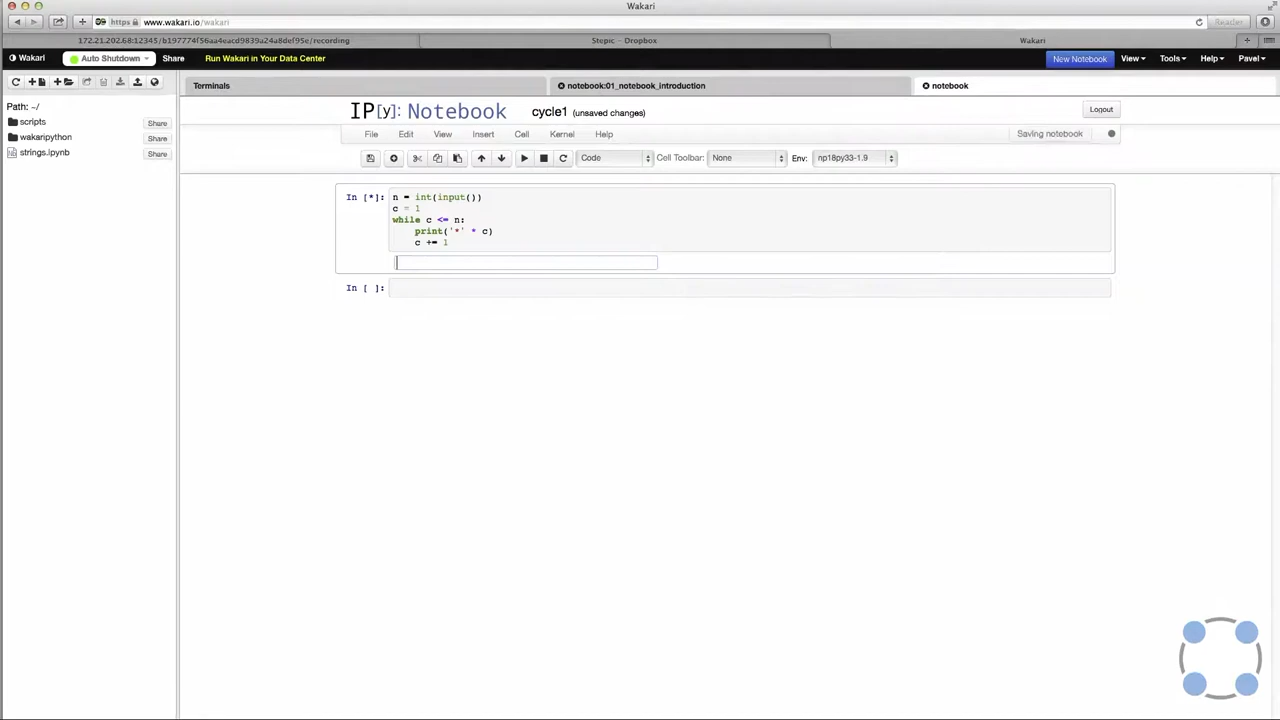 Wakari
https www.wakari.io/wakari
Reader
172.21.202.68:12345/b197774f56aa4eacd9839a24a8def95e/recording
Stepic — Dropbox
Wakari
Wakari
Auto Shutdown
Share
Run Wakari in Your Data Center
New Notebook
View
Tools
Help
Pavel
Path: ~/
scripts Share
wakaripython Share
strings.ipynb Share
Terminals
notebook:01_notebook_introduction
notebook
IP[y]: Notebook cycle1 (unsaved changes)
Logout
File Edit View Insert Cell Kernel Help
Saving notebook
Code Cell Toolbar: None Env: np18py33-1.9
In [*]: n = int(input())
c = 1
while c <= n:
    print('*' * c)
    c += 1
In [ ]: